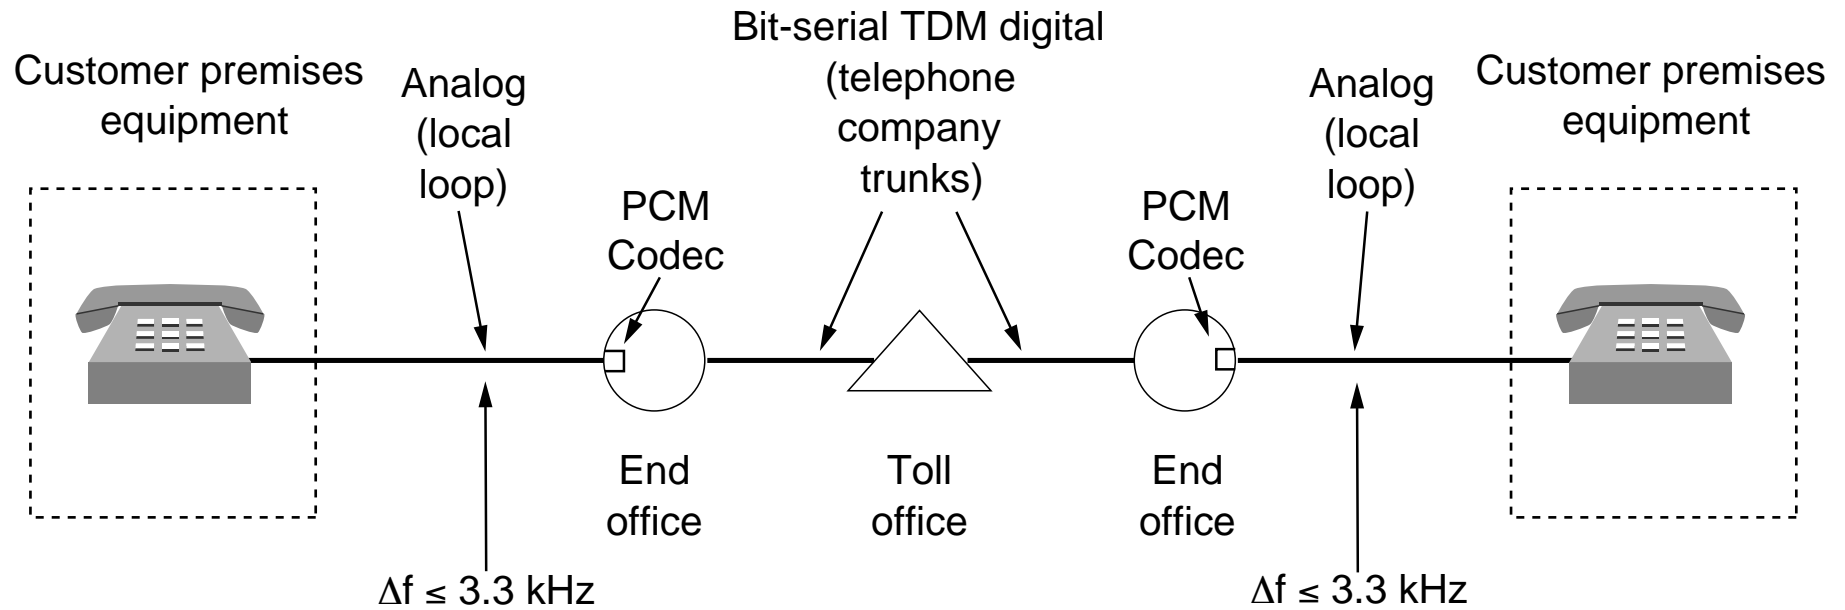 Bit-serial TDM digital
(telephone
company
trunks)
Customer premises
equipment
Analog
(local
loop)
PCM
Codec
PCM
Codec
Analog
(local
loop)
Customer premises
equipment
End
office
Toll
office
End
office
Δf ≤ 3.3 kHz
Δf ≤ 3.3 kHz